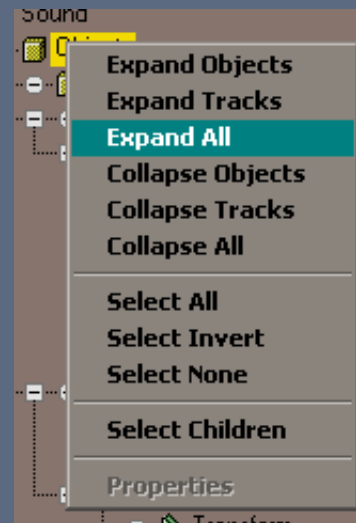 Sound
Expand Objects
Expand Tracks
Expand All
Collapse Objects
Collapse Tracks
Collapse All
Select All
Select Invert
Select None
Select Children
Properties
Transform